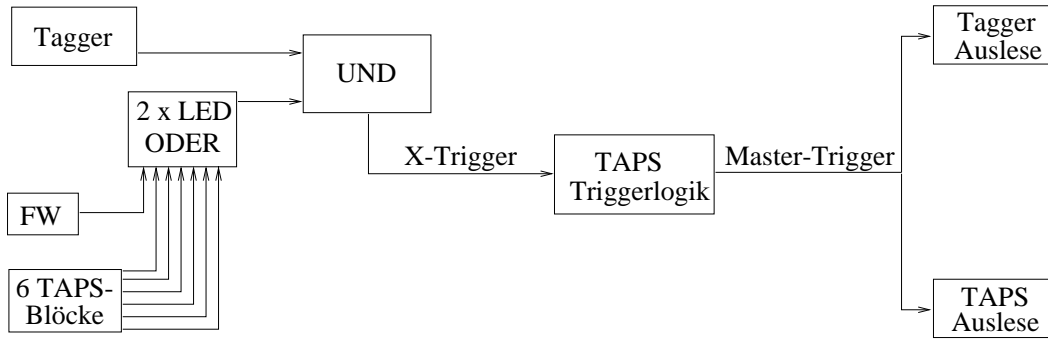 Tagger
UND
2 x LED
ODER
FW
6 TAPS-
Blöcke
X-Trigger
TAPS
Triggerlogik
Master-Trigger
Tagger
Auslese
TAPS
Auslese